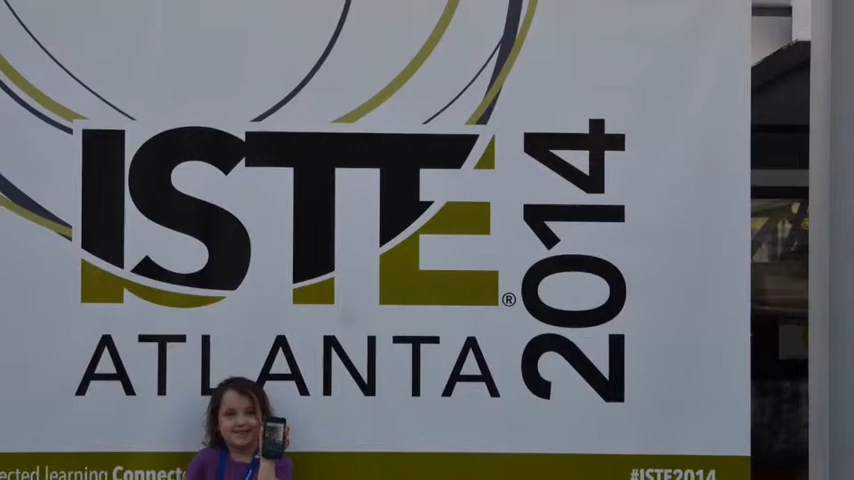 ISTE®
2014
ATLANTA
ected learning Connect
#ISTE2014